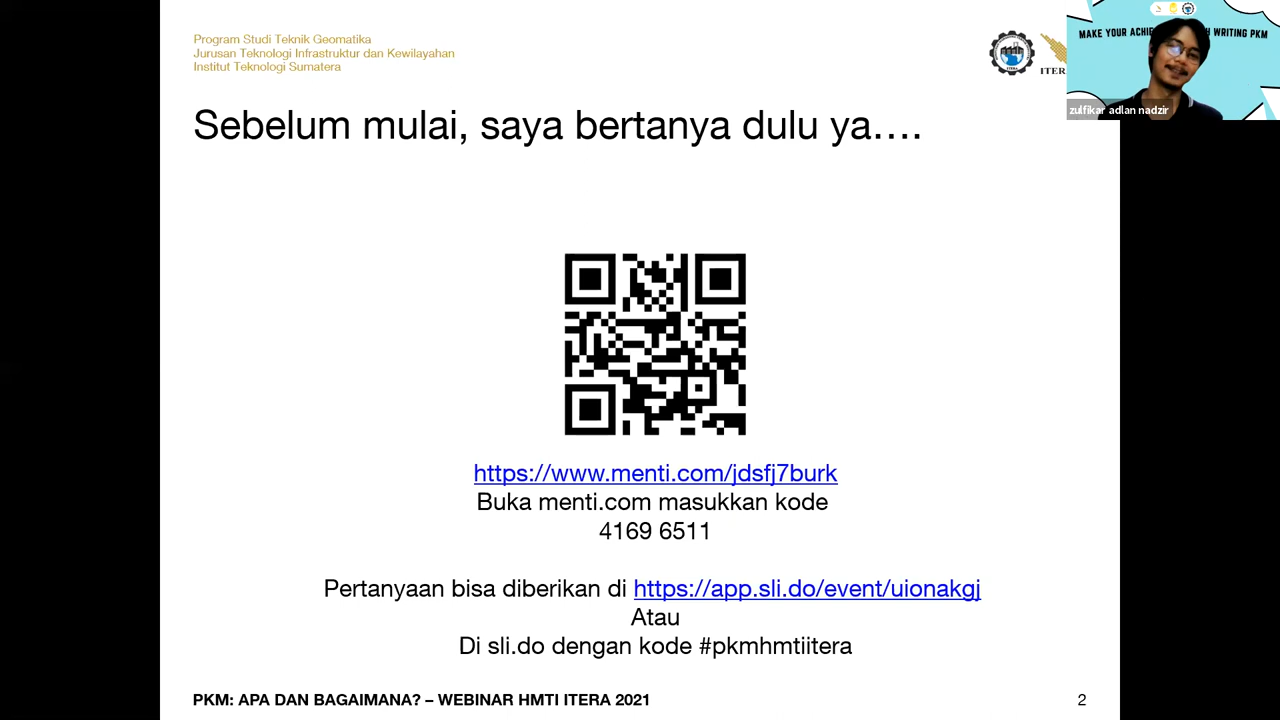 Program Studi Teknik Geomatika
Jurusan Teknologi Infrastruktur dan Kewilayahan
Institut Teknologi Sumatera
ITER
MAKE YOUR ACHIE
H WRITING PKM
zulfikar adlan nadzir
Sebelum mulai, saya bertanya dulu ya....
https://www.menti.com/jdsfj7burk
Buka menti.com masukkan kode
4169 6511
Pertanyaan bisa diberikan di https://app.sli.do/event/uionakgj
Atau
Di sli.do dengan kode #pkmhmtiitera
PKM: APA DAN BAGAIMANA? – WEBINAR HMTI ITERA 2021
2